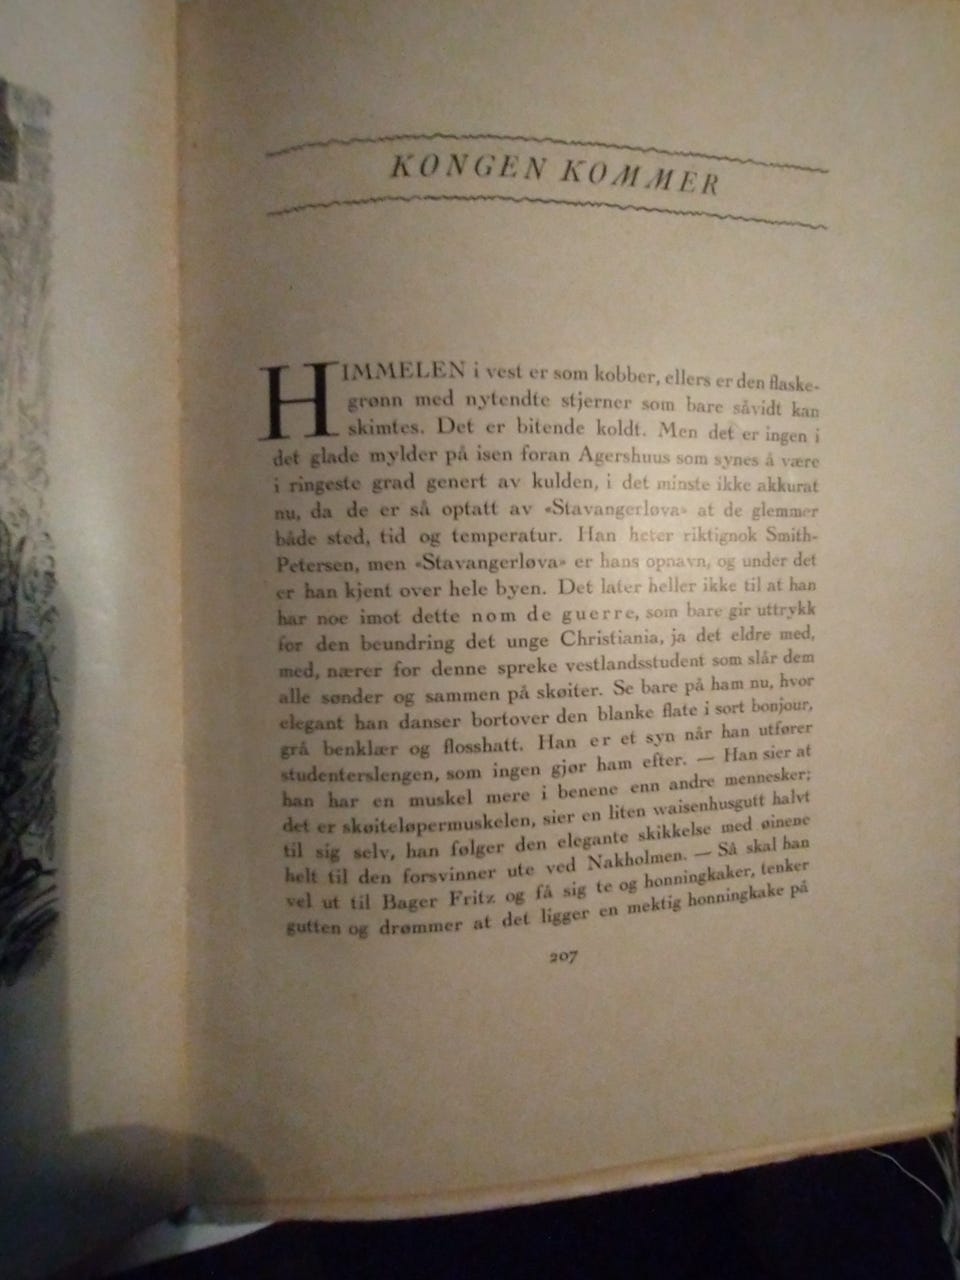 KONGEN KOMMER
HIMMELEN i vest er som kobber, ellers er den flaske-
grønn med nytendte stjerner som bare såvidt kan
skimtes. Det er bitende koldt. Men det er ingen i
det glade mylder på isen foran Agershuus som synes å være
i ringeste grad genert av kulden, i det minste ikke akkurat
nu, da de er så optatt av «Stavangerløva» at de glemmer
både sted, tid og temperatur. Han heter riktignok Smith-
Petersen, men «Stavangerløva» er hans opnavn, og under det
er han kjent over hele byen. Det later heller ikke til at han
har noe imot dette nom de guerre, som bare gir uttrykk
for den beundring det unge Christiania, ja det eldre med,
med, nærer for denne spreke vestlandsstudent som slår dem
alle sønder og sammen på skøiter. Se bare på ham nu, hvor
elegant han danser bortover den blanke flate i sort bonjour,
grå benklær og flosshatt. Han er et syn når han utfører
studenterslengen, som ingen gjør ham efter. — Han sier at
han har en muskel mere i benene enn andre mennesker;
det er skøiteløpermuskelen, sier en liten waisenhusgutt halvt
til sig selv, han følger den elegante skikkelse med øinene
helt til den forsvinner ute ved Nakholmen. — Så skal han
vel ut til Bager Fritz og få sig te og honningkaker, tenker
gutten og drømmer at det ligger en mektig honningkake på
207